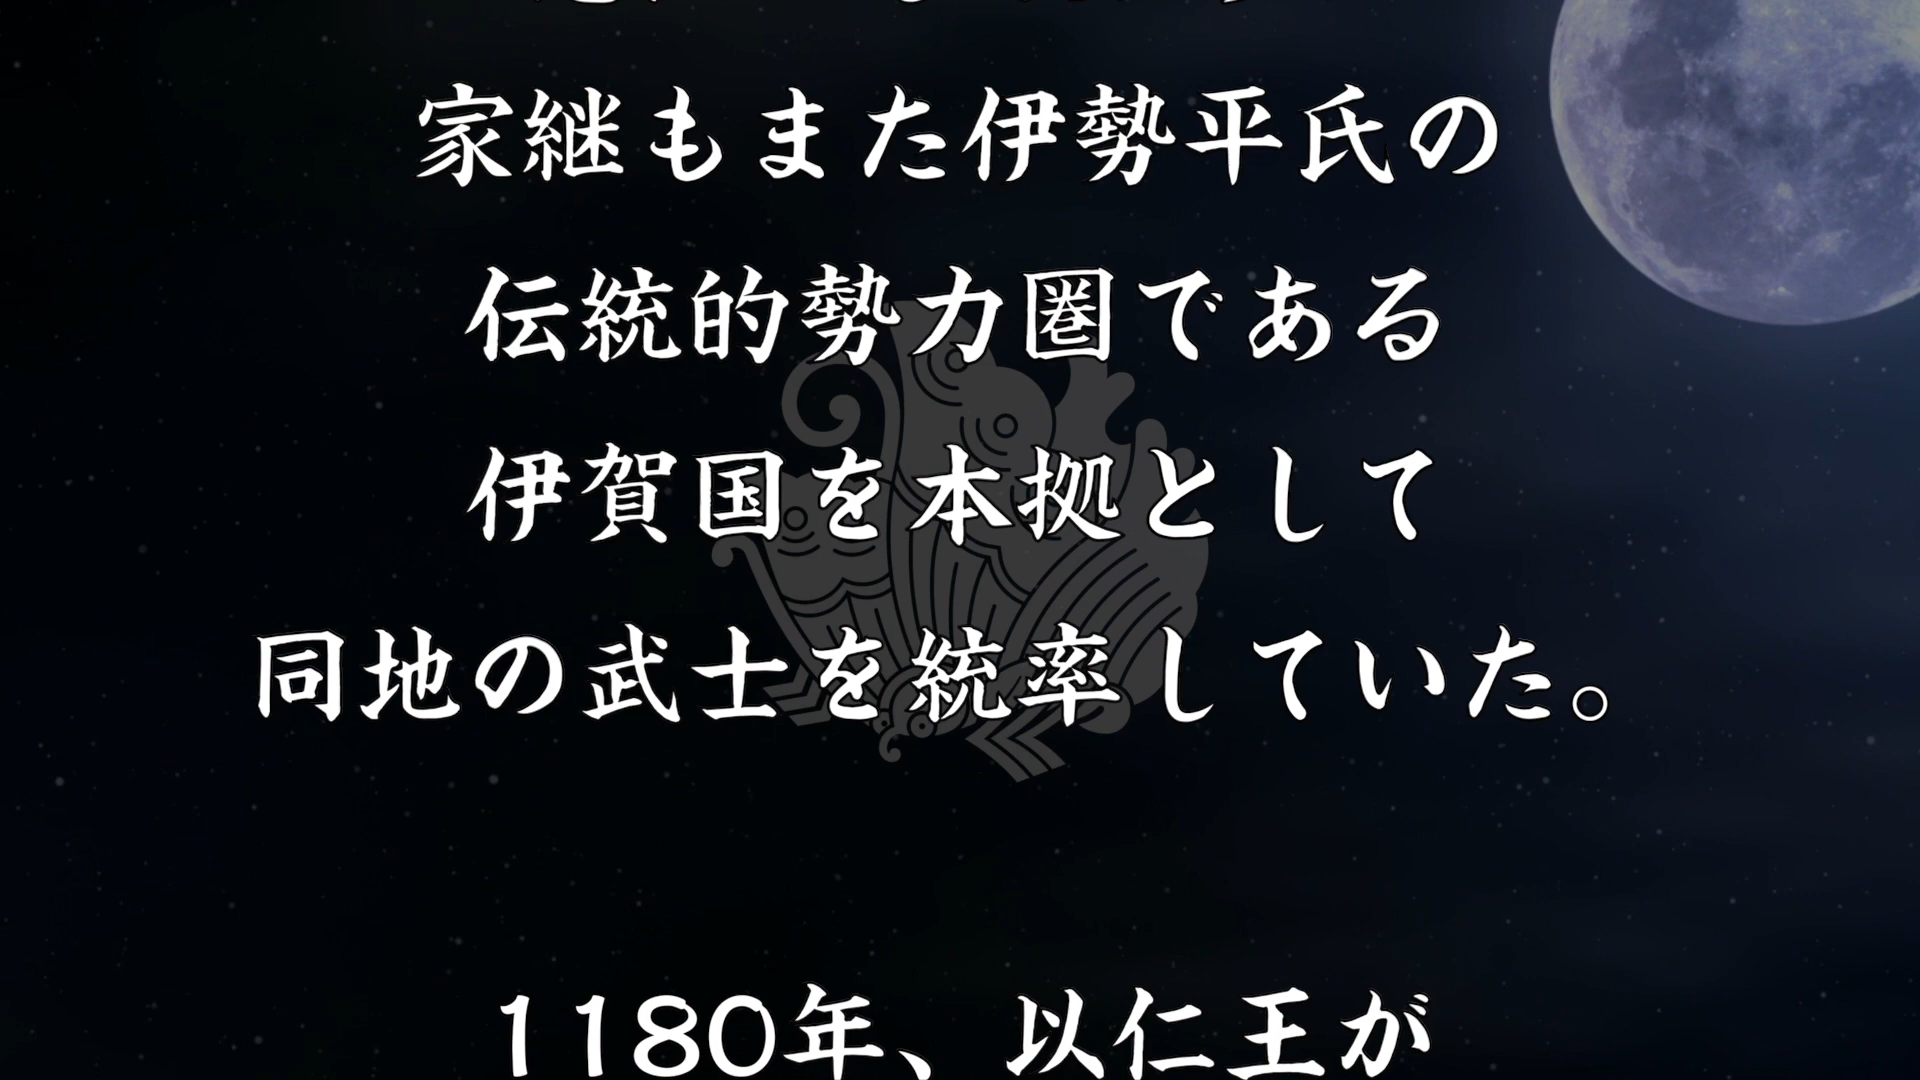 家継もまた伊勢平氏の
伝統的勢力圏である
伊賀国を本拠として
同地の武士を統率していた。
1180年、以仁王が